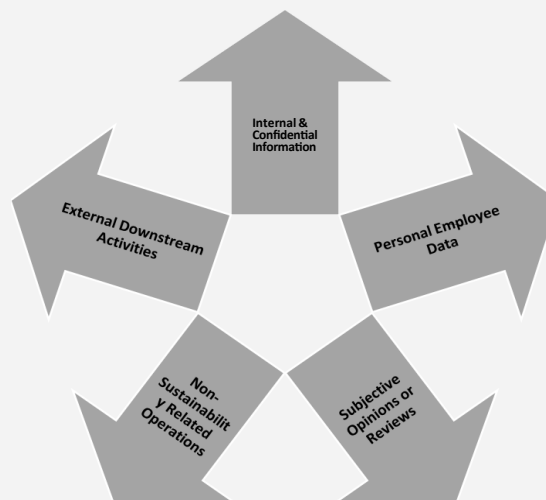 Internal &
Confidential
Information
Personal Employee
Data
Subjective
Opinions or
Reviews
Non-
Sustainabilit
y Related
Operations
External Downstream
Activities